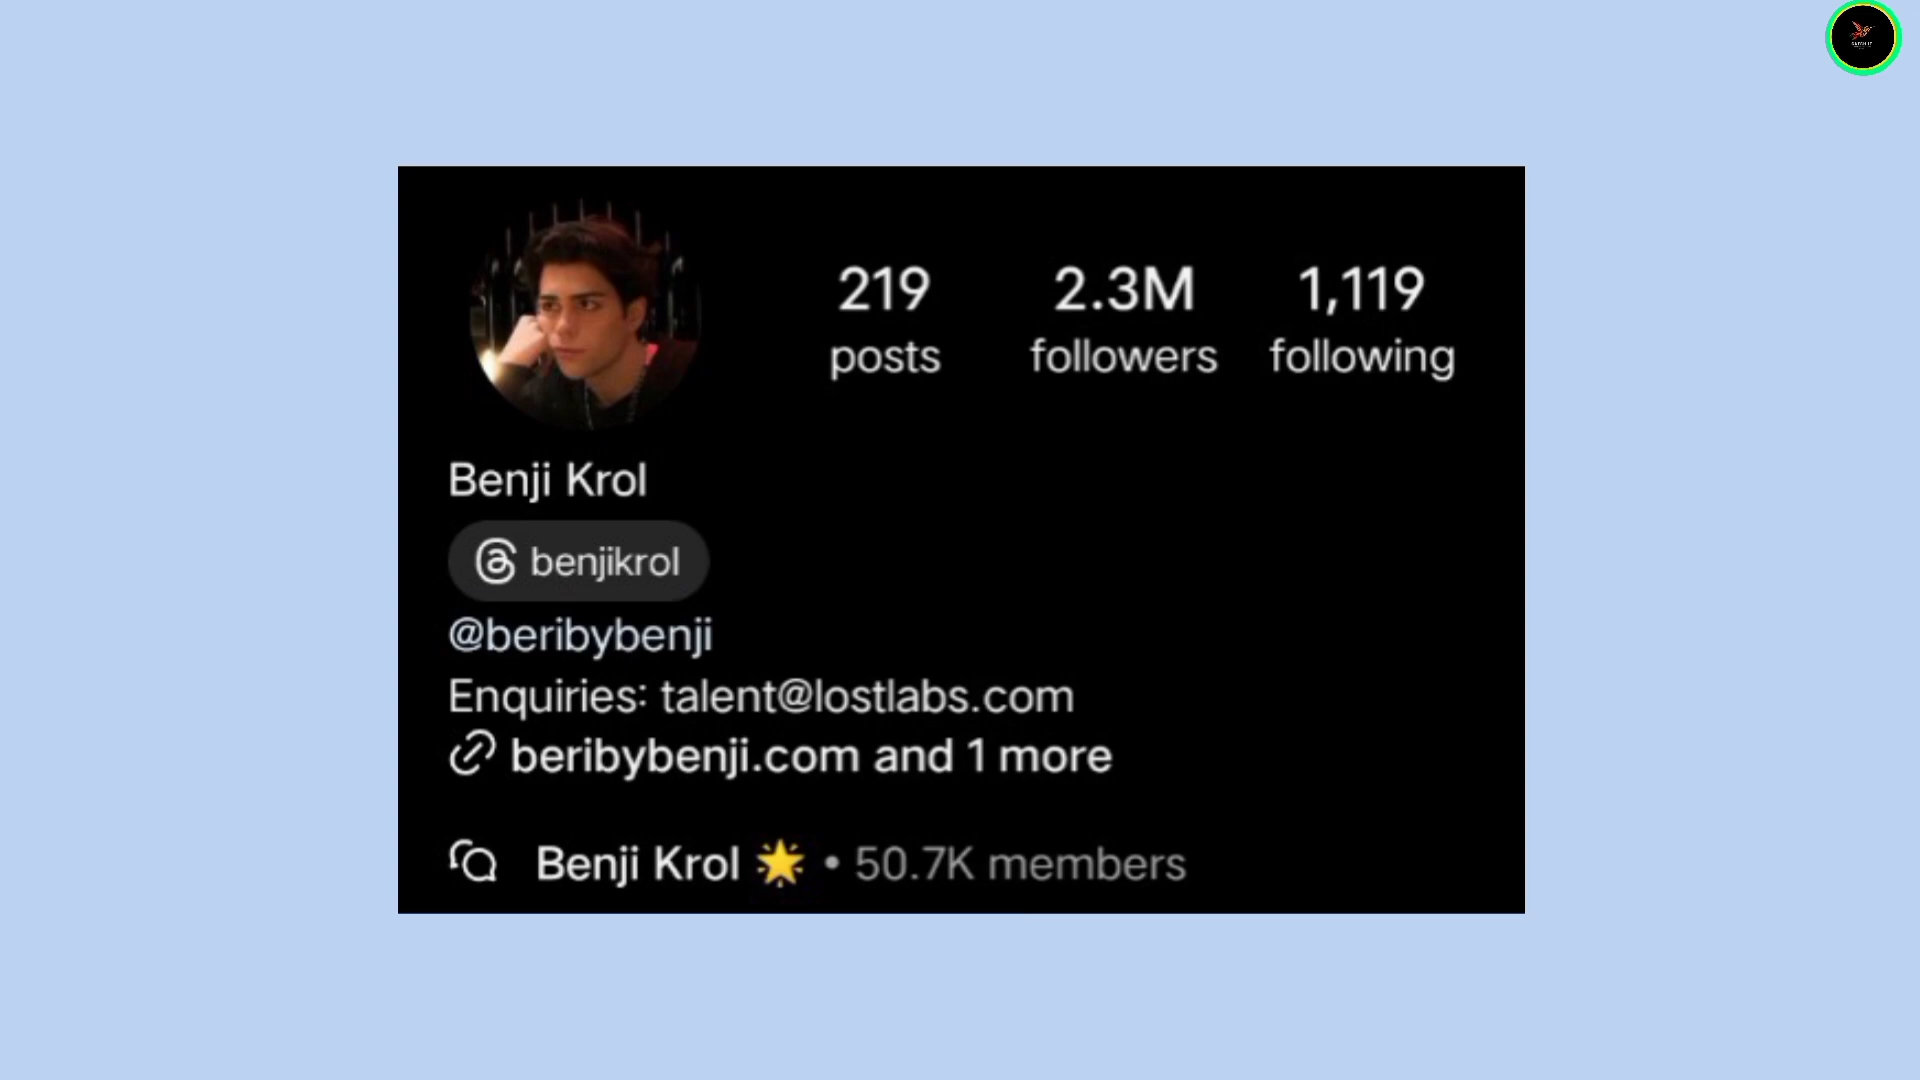 219 2.3M 1,119
posts followers following
Benji Krol
benjikrol
@beribybenji
Enquiries: talent@lostlabs.com
beribybenji.com and 1 more
Benji Krol 🌟 • 50.7K members